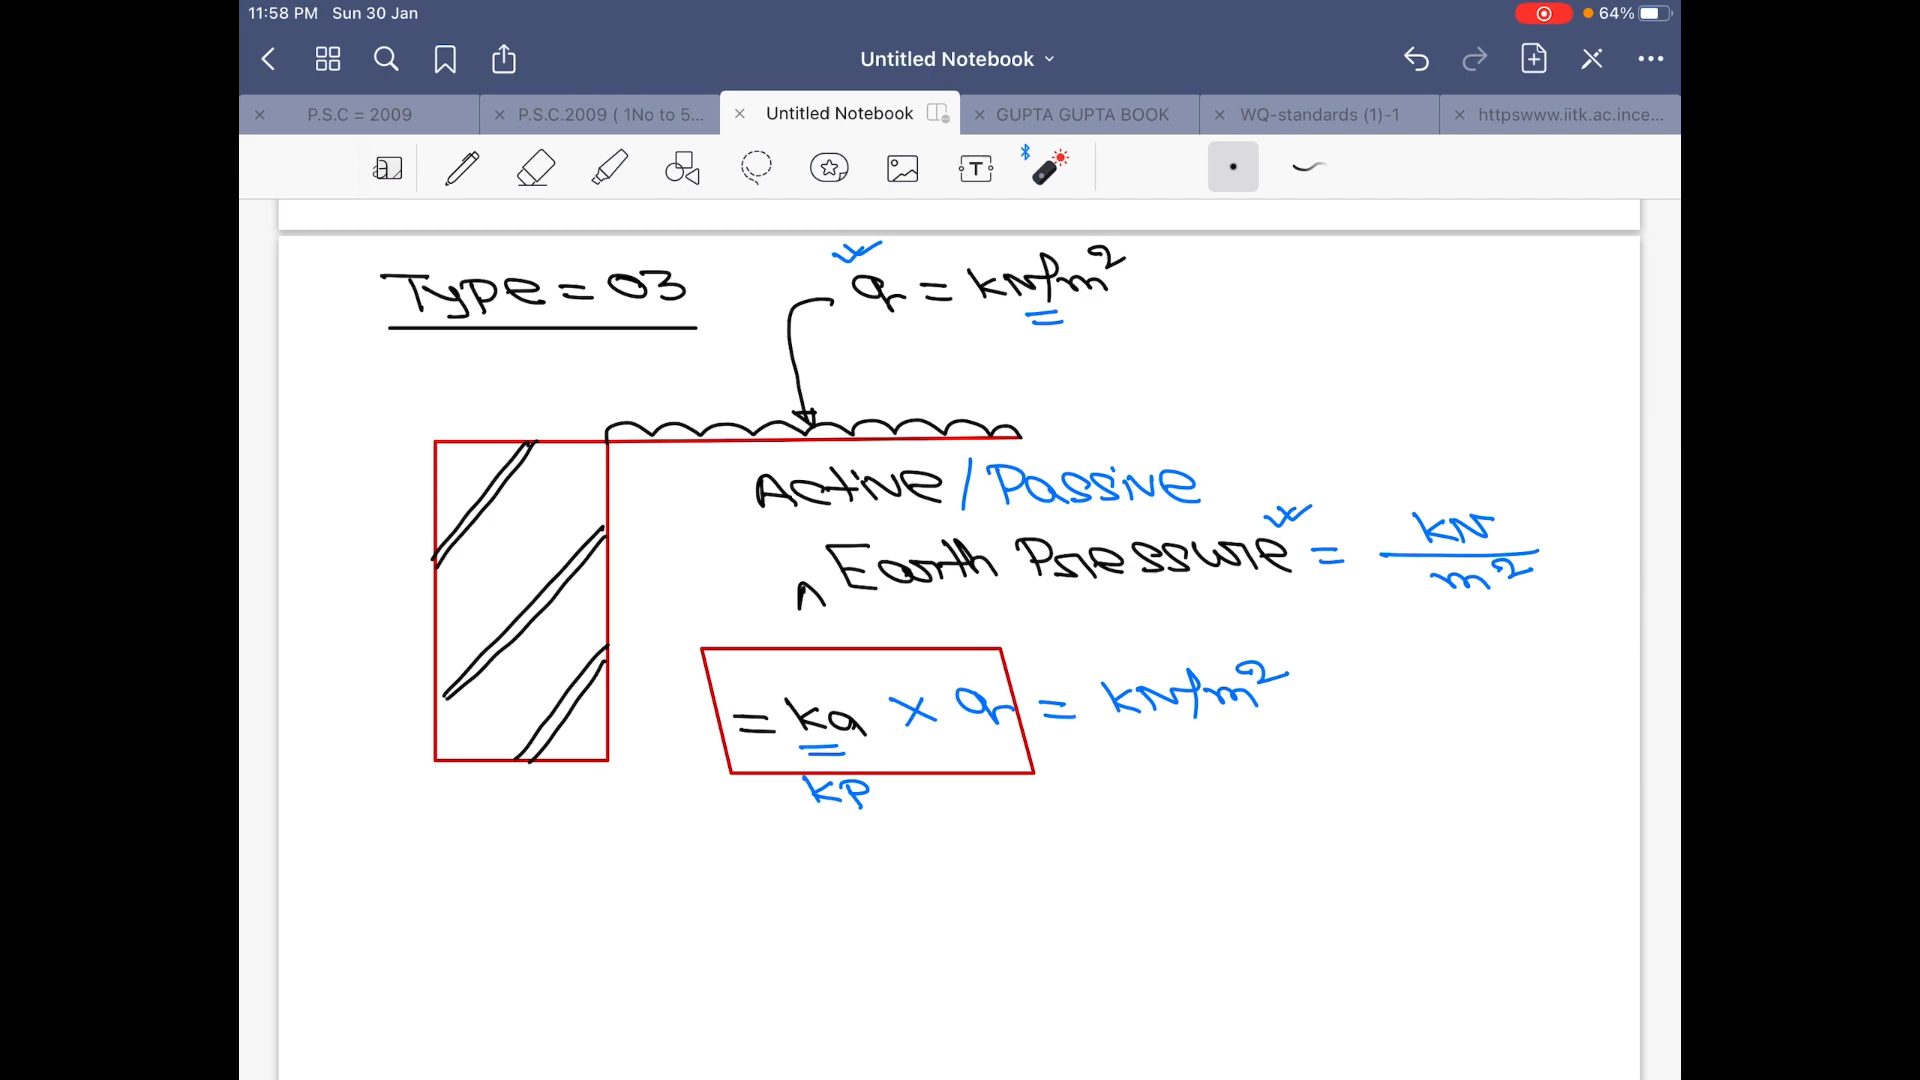 11:58 PM Sun 30 Jan 64%
Untitled Notebook
P.S.C = 2009 P.S.C.2009 ( 1No to 5... Untitled Notebook GUPTA GUPTA BOOK WQ-standards (1)-1 httpswww.iitk.ac.ince...
a T
Type = 03 q = kN/m²
Active / Passive
Earth Pressure = kN
m²
= ka × q = kN/m²
kp